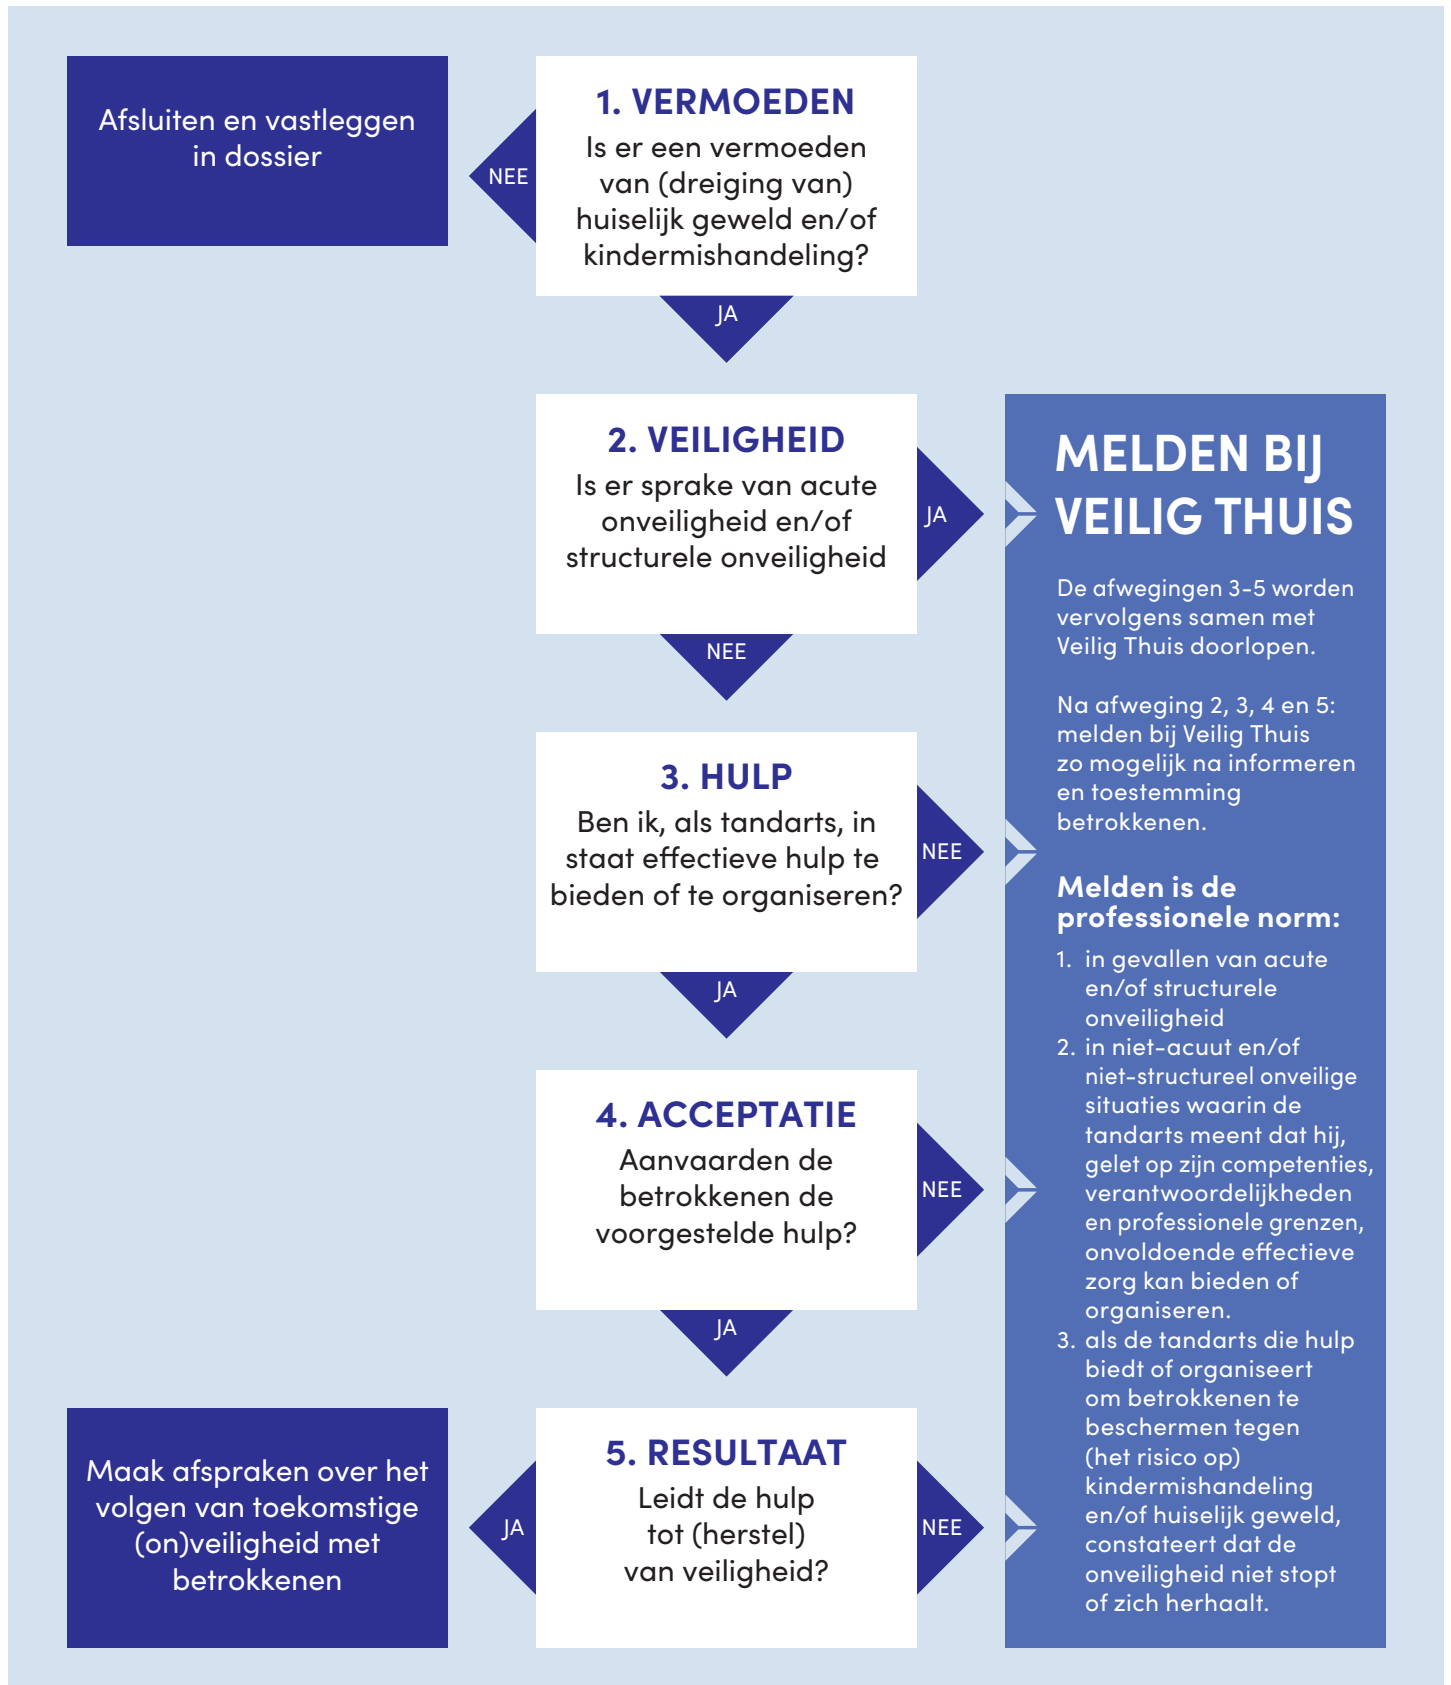 Afsluiten en vastleggen
in dossier
NEE
1. VERMOEDEN
Is er een vermoeden
van (dreiging van)
huiselijk geweld en/of
kindermishandeling?
JA
2. VEILIGHEID
Is er sprake van acute
onveiligheid en/of
structurele onveiligheid
JA
NEE
3. HULP
Ben ik, als tandarts, in
staat effectieve hulp te
bieden of te organiseren?
NEE
JA
4. ACCEPTATIE
Aanvaarden de
betrokkenen de
voorgestelde hulp?
NEE
JA
5. RESULTAAT
Leidt de hulp
tot (herstel)
van veiligheid?
JA
NEE
Maak afspraken over het
volgen van toekomstige
(on)veiligheid met
betrokkenen
MELDEN BIJ
VEILIG THUIS
De afwegingen 3-5 worden
vervolgens samen met
Veilig Thuis doorlopen.
Na afweging 2, 3, 4 en 5:
melden bij Veilig Thuis
zo mogelijk na informeren
en toestemming
betrokkenen.
Melden is de
professionele norm:
1. in gevallen van acute
en/of structurele
onveiligheid
2. in niet-acuut en/of
niet-structureel onveilige
situaties waarin de
tandarts meent dat hij,
gelet op zijn competenties,
verantwoordelijkheden
en professionele grenzen,
onvoldoende effectieve
zorg kan bieden of
organiseren.
3. als de tandarts die hulp
biedt of organiseert
om betrokkenen te
beschermen tegen
(het risico op)
kindermishandeling
en/of huiselijk geweld,
constateert dat de
onveiligheid niet stopt
of zich herhaalt.